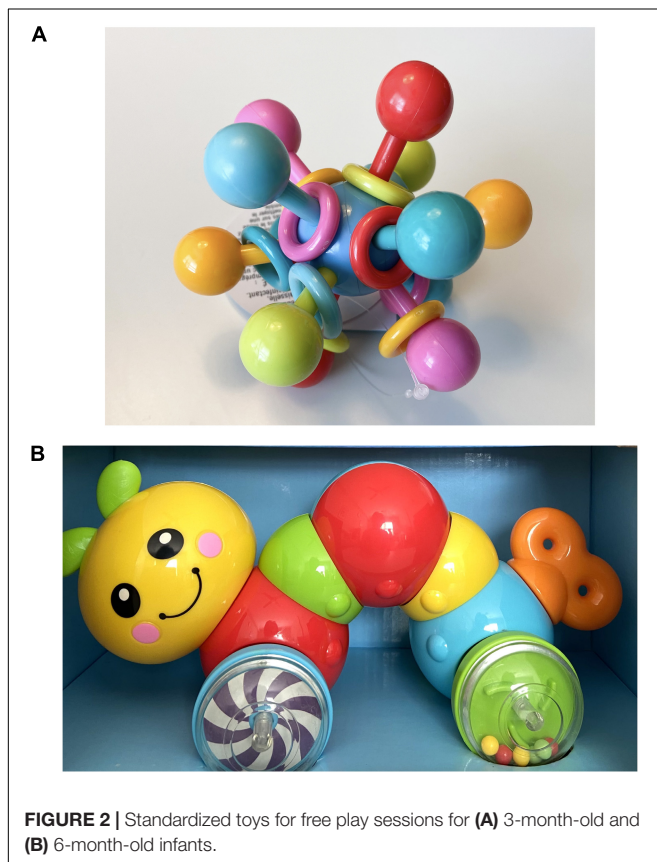 A
B
FIGURE 2 | Standardized toys for free play sessions for (A) 3-month-old and
(B) 6-month-old infants.